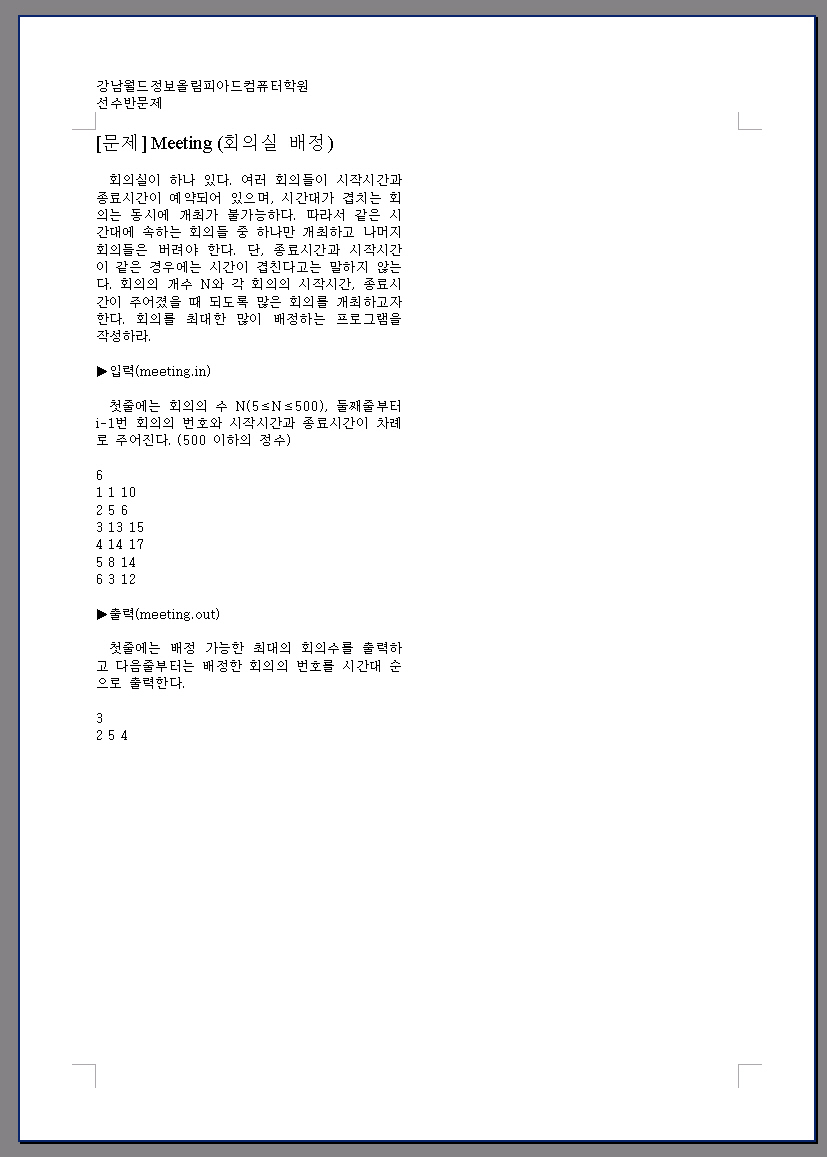 강남월드정보올림피아드컴퓨터학원
선수반문제
[문제] Meeting (회의실 배정)
회의실이 하나 있다. 여러 회의들이 시작시간과
종료시간이 예약되어 있으며, 시간대가 겹치는 회
의는 동시에 개최가 불가능하다. 따라서 같은 시
간대에 속하는 회의들 중 하나만 개최하고 나머지
회의들은 버려야 한다. 단, 종료시간과 시작시간
이 같은 경우에는 시간이 겹친다고는 말하지 않는
다. 회의의 개수 N와 각 회의의 시작시간, 종료시
간이 주어졌을 때 되도록 많은 회의를 개최하고자
한다. 회의를 최대한 많이 배정하는 프로그램을
작성하라.
▶입력(meeting.in)
첫줄에는 회의의 수 N(5≤N≤500), 둘째줄부터
i-1번 회의의 번호와 시작시간과 종료시간이 차례
로 주어진다. (500 이하의 정수)
6
1 1 10
2 5 6
3 13 15
4 14 17
5 8 14
6 3 12
▶출력(meeting.out)
첫줄에는 배정 가능한 최대의 회의수를 출력하
고 다음줄부터는 배정한 회의의 번호를 시간대 순
으로 출력한다.
3
2 5 4